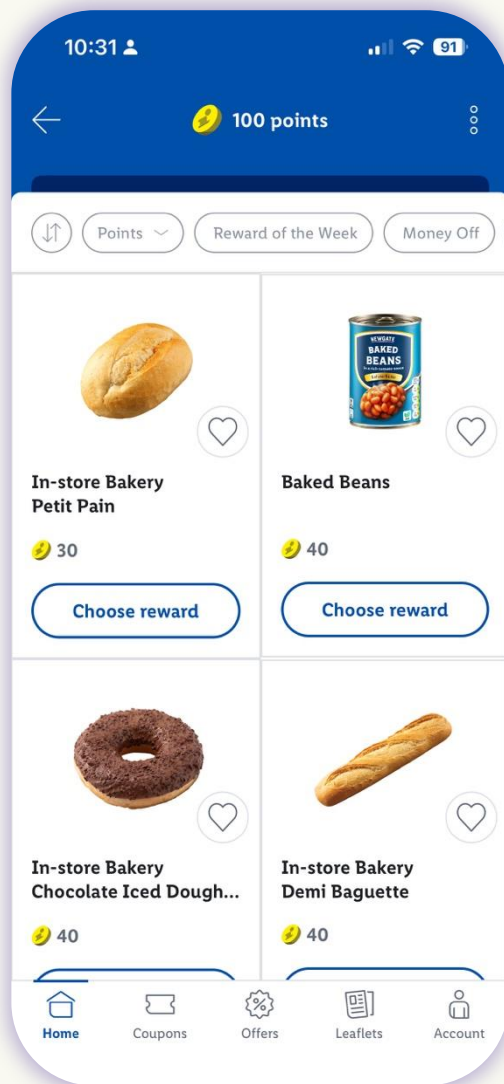 10:31
91
100 points
Points
Reward of the Week
Money Off
NEWGATE
BAKED
BEANS
In-store Bakery
Petit Pain
Baked Beans
30
40
Choose reward
Choose reward
In-store Bakery
Chocolate Iced Dough...
In-store Bakery
Demi Baguette
40
40
Home
Coupons
Offers
Leaflets
Account